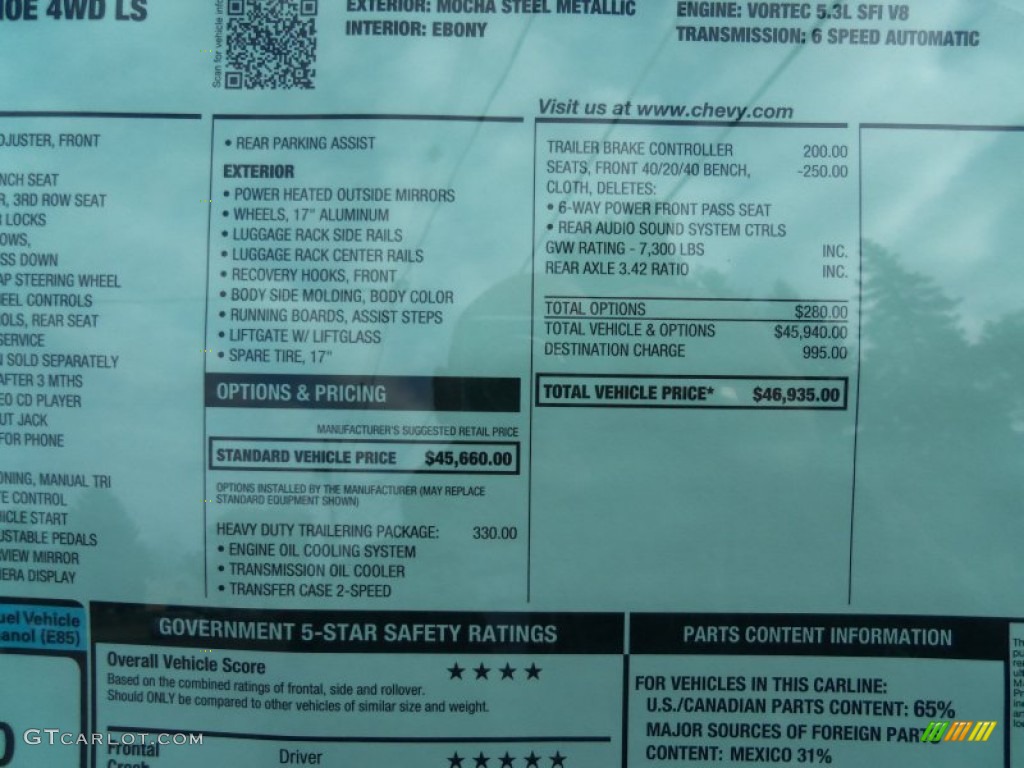 HOE 4WD LS
Scan for vehicle info
EXTERIOR: MOCHA STEEL METALLIC
INTERIOR: EBONY
ENGINE: VORTEC 5.3L SFI V8
TRANSMISSION: 6 SPEED AUTOMATIC
DJUSTER, FRONT
NCH SEAT
R, 3RD ROW SEAT
R LOCKS
OWS,
SS DOWN
AP STEERING WHEEL
EEL CONTROLS
OLS, REAR SEAT
SERVICE
N SOLD SEPARATELY
AFTER 3 MTHS
ED CD PLAYER
UT JACK
FOR PHONE
ONING, MANUAL TRI
TE CONTROL
HICLE START
USTABLE PEDALS
VIEW MIRROR
ERA DISPLAY
• REAR PARKING ASSIST
EXTERIOR
• POWER HEATED OUTSIDE MIRRORS
• WHEELS, 17" ALUMINUM
• LUGGAGE RACK SIDE RAILS
• LUGGAGE RACK CENTER RAILS
• RECOVERY HOOKS, FRONT
• BODY SIDE MOLDING, BODY COLOR
• RUNNING BOARDS, ASSIST STEPS
• LIFTGATE W/ LIFTGLASS
• SPARE TIRE, 17"
OPTIONS & PRICING
MANUFACTURER'S SUGGESTED RETAIL PRICE
STANDARD VEHICLE PRICE $45,660.00
OPTIONS INSTALLED BY THE MANUFACTURER (MAY REPLACE
STANDARD EQUIPMENT SHOWN)
HEAVY DUTY TRAILERING PACKAGE: 330.00
• ENGINE OIL COOLING SYSTEM
• TRANSMISSION OIL COOLER
• TRANSFER CASE 2-SPEED
Visit us at www.chevy.com
TRAILER BRAKE CONTROLLER 200.00
SEATS, FRONT 40/20/40 BENCH, -250.00
CLOTH, DELETES:
• 6-WAY POWER FRONT PASS SEAT
• REAR AUDIO SOUND SYSTEM CTRLS
GVW RATING - 7,300 LBS INC.
REAR AXLE 3.42 RATIO INC.
TOTAL OPTIONS $280.00
TOTAL VEHICLE & OPTIONS $45,940.00
DESTINATION CHARGE 995.00
TOTAL VEHICLE PRICE* $46,935.00
uel Vehicle
anol (E85)
GOVERNMENT 5-STAR SAFETY RATINGS
Overall Vehicle Score ★★★★
Based on the combined ratings of frontal, side and rollover.
Should ONLY be compared to other vehicles of similar size and weight.
Frontal Driver ★★★★★
Crash
PARTS CONTENT INFORMATION
FOR VEHICLES IN THIS CARLINE:
U.S./CANADIAN PARTS CONTENT: 65%
MAJOR SOURCES OF FOREIGN PARTS
CONTENT: MEXICO 31%
GTCARLOT.COM